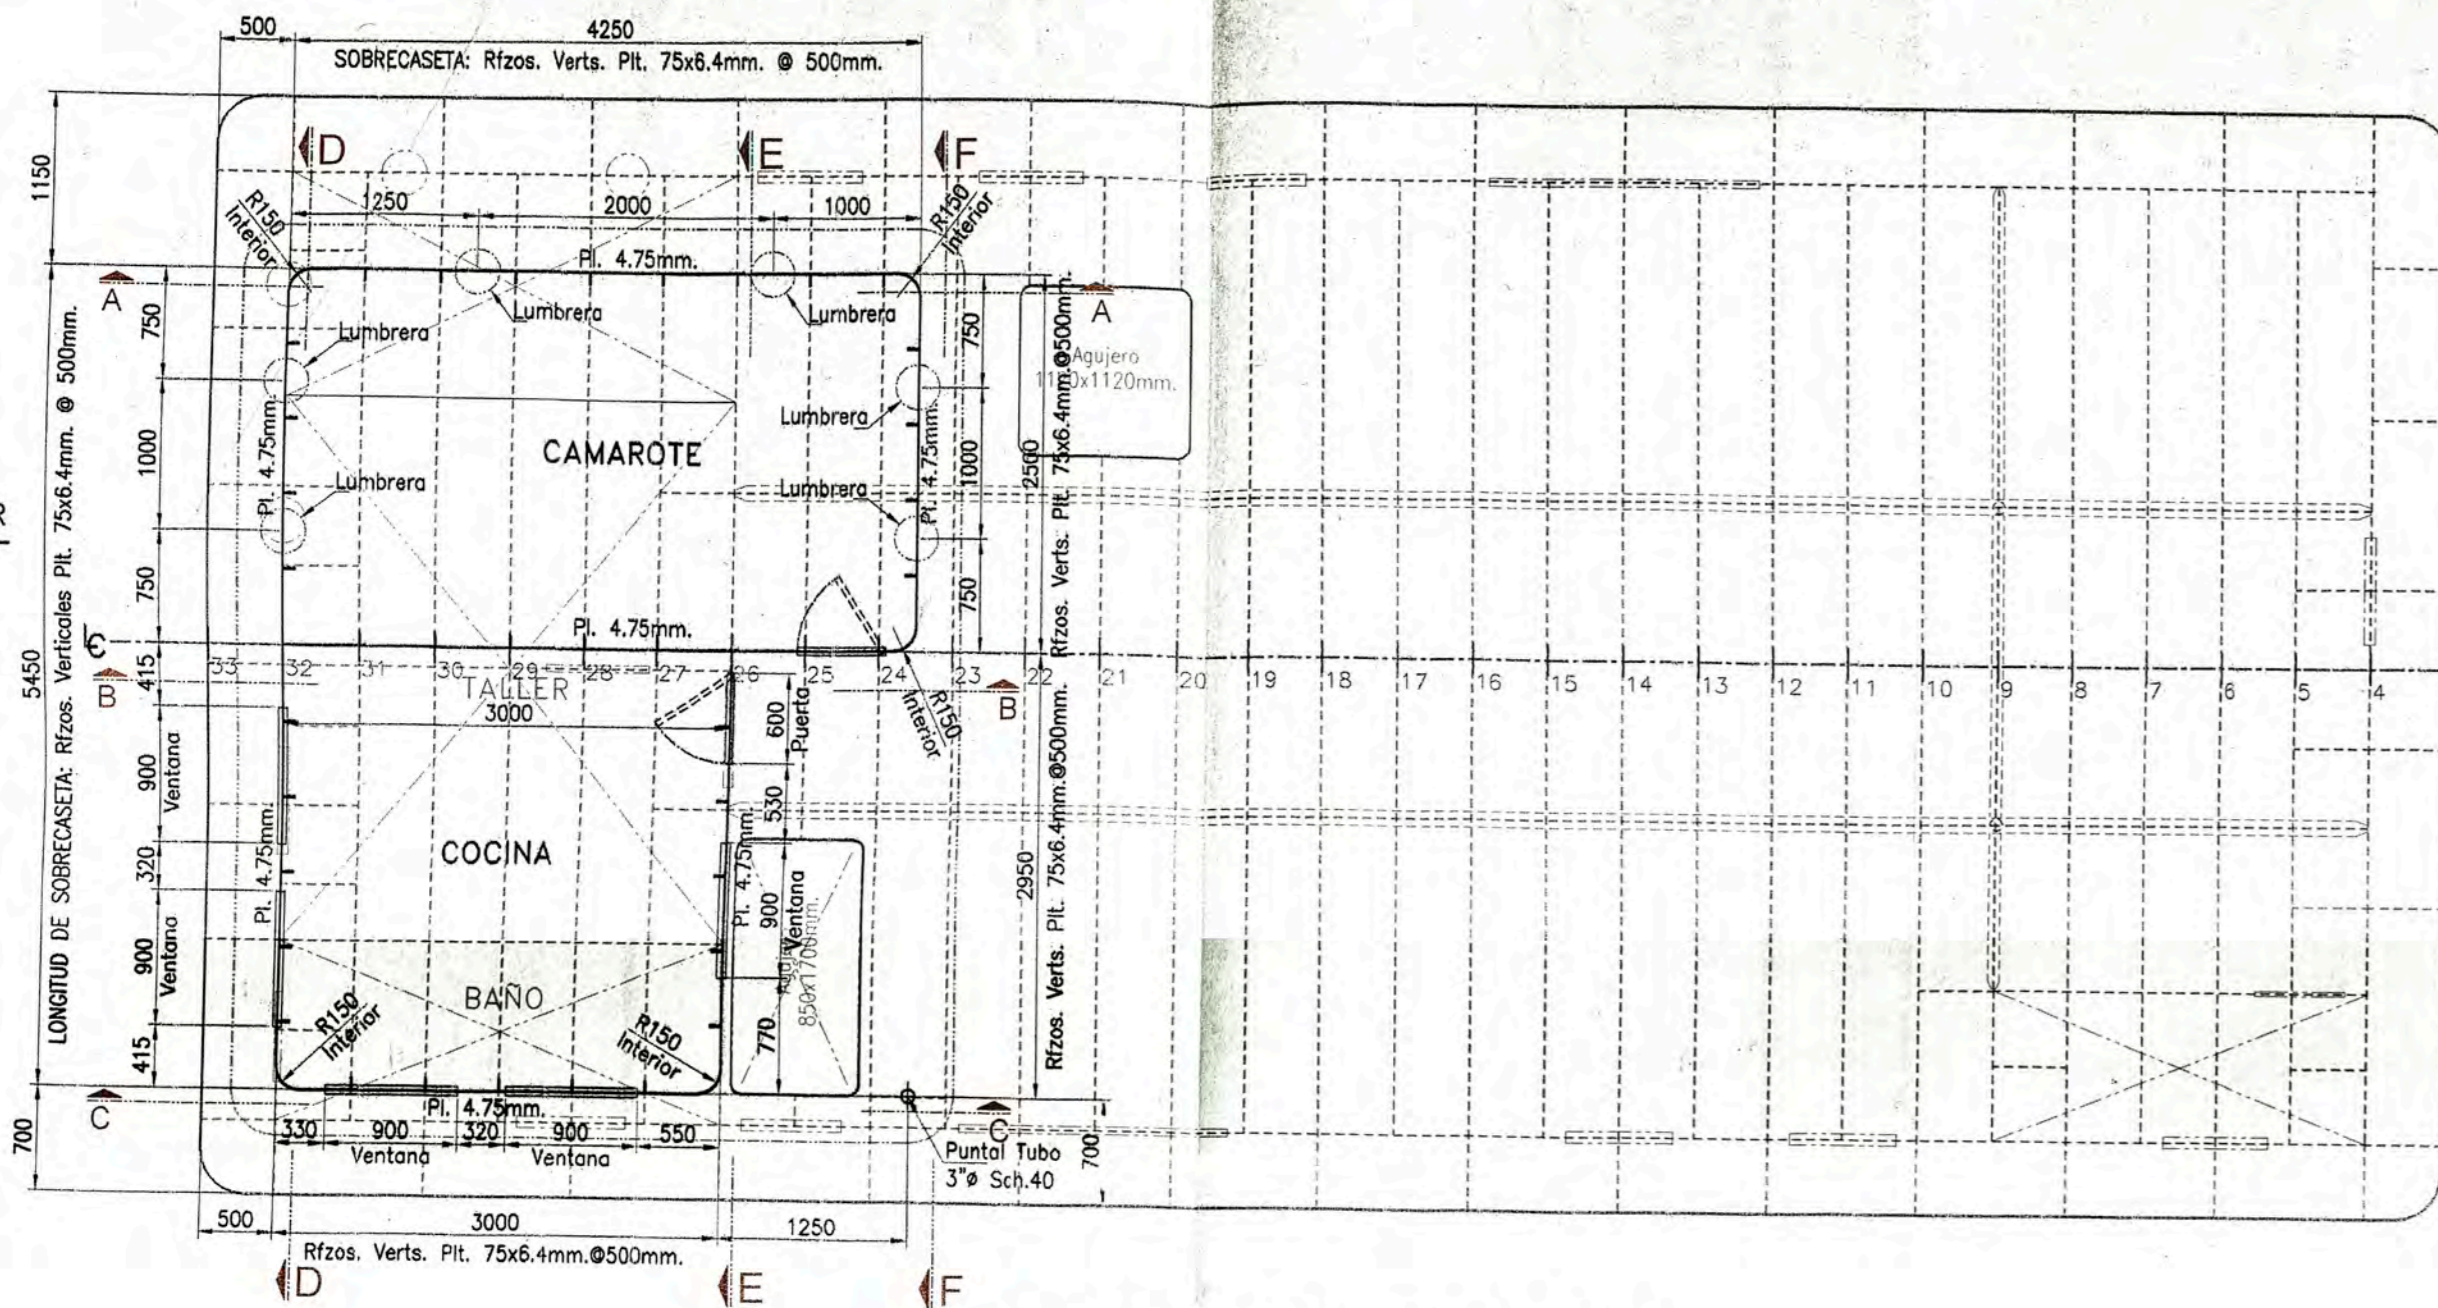 500
4250
SOBRECASETA: Rfzos. Verts. Plt. 75x6.4mm. @ 500mm.
1150
D
E
F
1250
2000
1000
R150
Interior
R150
Interior
Pl. 4.75mm.
A
A
750
Lumbrera
Lumbrera
Lumbrera
Lumbrera
750
Agujero
x1120mm.
1000
Pl. 4.75mm.
CAMAROTE
Lumbrera
Lumbrera
Pl. 4.75mm.
1000
2500
Rfzos. Verts. Plt. 75x6.4mm.@500mm.
750
750
Pl. 4.75mm.
LONGITUD DE SOBRECASETA: Rfzos. Verticales Plt. 75x6.4mm. @ 500mm.
5450
33 32 31 30 29 28 27 26 25 24 23 22 21 20 19 18 17 16 15 14 13 12 11 10 9 8 7 6 5 4
B
415
TALLER
3000
R150
Interior
B
600
Puerta
900
Ventana
530
320
Pl. 4.75mm.
COCINA
Pl. 4.75mm.
900
Ventana
850x1700mm.
2950
Rfzos. Verts. Plt. 75x6.4mm.@500mm.
900
Ventana
BAÑO
R150
Interior
R150
Interior
770
415
C
Pl. 4.75mm.
C
700
330
900
Ventana
320
900
Ventana
550
Puntal Tubo
3"ø Sch.40
700
500
3000
1250
Rfzos. Verts. Plt. 75x6.4mm.@500mm.
D
E
F